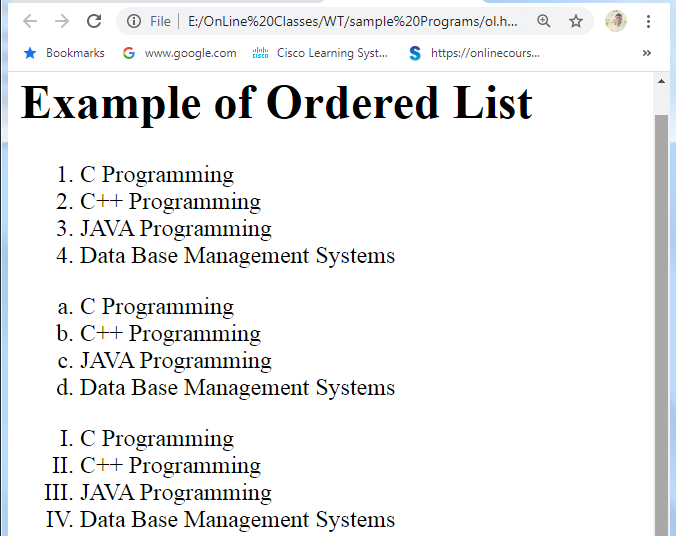 File | E:/OnLine%20Classes/WT/sample%20Programs/ol.h...
Bookmarks www.google.com Cisco Learning Syst... S https://onlinecours... »
Example of Ordered List
1. C Programming
2. C++ Programming
3. JAVA Programming
4. Data Base Management Systems
a. C Programming
b. C++ Programming
c. JAVA Programming
d. Data Base Management Systems
I. C Programming
II. C++ Programming
III. JAVA Programming
IV. Data Base Management Systems